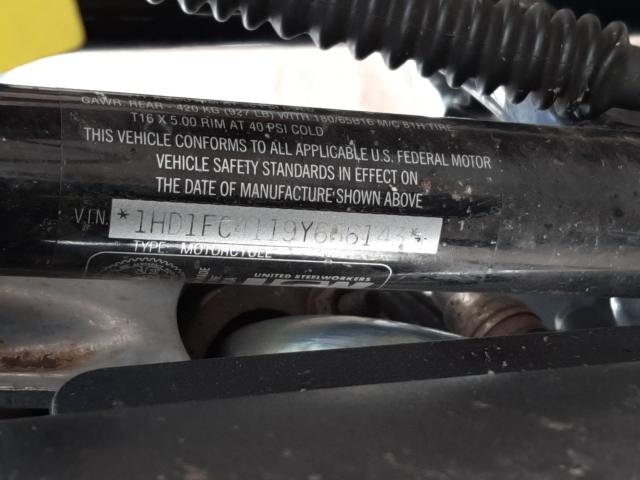 GAWR: REAR - 420 KG (927 LB) WITH 180/65B16 M/C 81H TIRE
T16 X 5.00 RIM AT 40 PSI COLD
THIS VEHICLE CONFORMS TO ALL APPLICABLE U.S. FEDERAL MOTOR
VEHICLE SAFETY STANDARDS IN EFFECT ON
THE DATE OF MANUFACTURE SHOWN ABOVE
V.I.N.
TYPE: MOTORCYCLE
UNITED STEELWORKERS